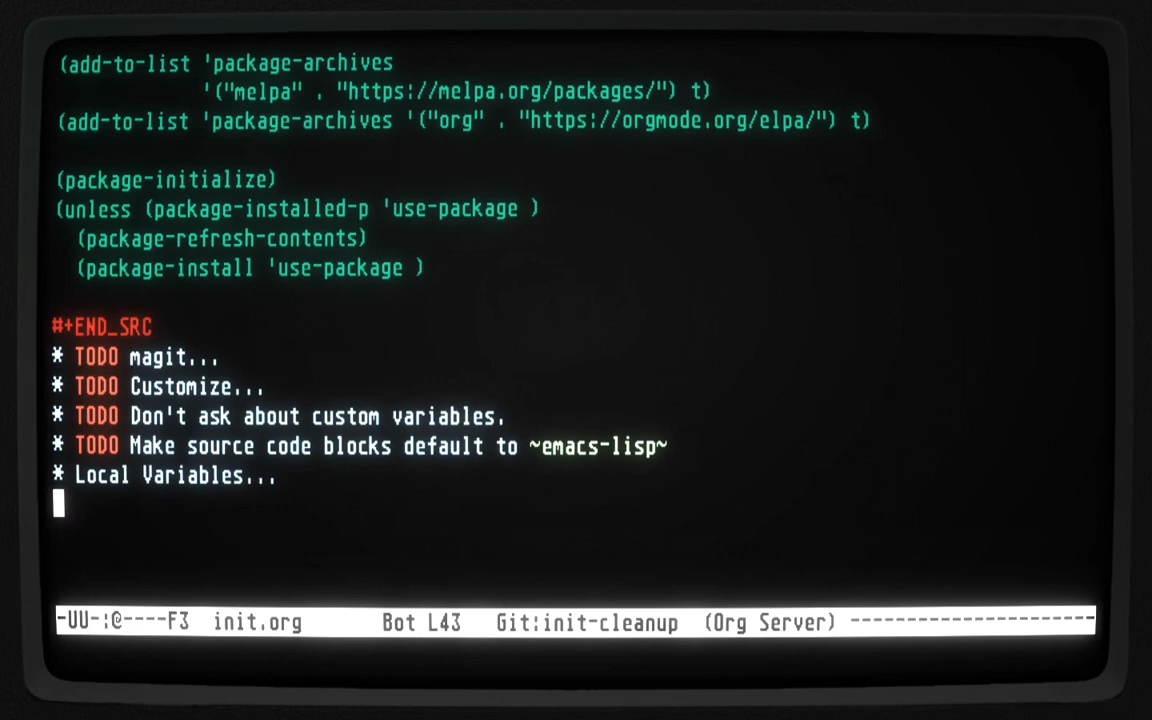 (add-to-list 'package-archives
'("melpa" . "https://melpa.org/packages/") t)
(add-to-list 'package-archives '("org" . "https://orgmode.org/elpa/") t)
(package-initialize)
(unless (package-installed-p 'use-package )
(package-refresh-contents)
(package-install 'use-package )
#+END_SRC
* TODO magit...
* TODO Customize...
* TODO Don't ask about custom variables.
* TODO Make source code blocks default to ~emacs-lisp~
* Local Variables...
-UU-:@----F3 init.org Bot L43 Git:init-cleanup (Org Server) ----------------------